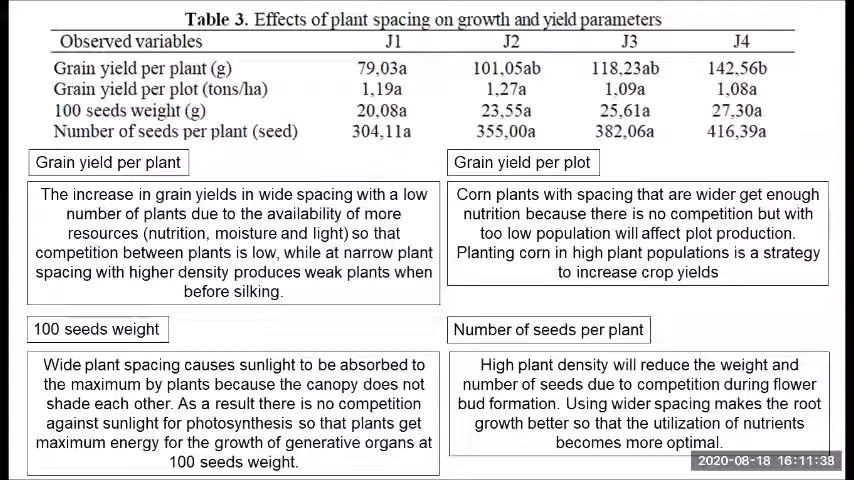 Table 3. Effects of plant spacing on growth and yield parameters
Observed variables J1 J2 J3 J4
Grain yield per plant (g) 79,03a 101,05ab 118,23ab 142,56b
Grain yield per plot (tons/ha) 1,19a 1,27a 1,09a 1,08a
100 seeds weight (g) 20,08a 23,55a 25,61a 27,30a
Number of seeds per plant (seed) 304,11a 355,00a 382,06a 416,39a
Grain yield per plant
The increase in grain yields in wide spacing with a low
number of plants due to the availability of more
resources (nutrition, moisture and light) so that
competition between plants is low, while at narrow plant
spacing with higher density produces weak plants when
before silking.
Grain yield per plot
Corn plants with spacing that are wider get enough
nutrition because there is no competition but with
too low population will affect plot production.
Planting corn in high plant populations is a strategy
to increase crop yields
100 seeds weight
Wide plant spacing causes sunlight to be absorbed to
the maximum by plants because the canopy does not
shade each other. As a result there is no competition
against sunlight for photosynthesis so that plants get
maximum energy for the growth of generative organs at
100 seeds weight.
Number of seeds per plant
High plant density will reduce the weight and
number of seeds due to competition during flower
bud formation. Using wider spacing makes the root
growth better so that the utilization of nutrients
becomes more optimal.
2020-08-18 16:11:38